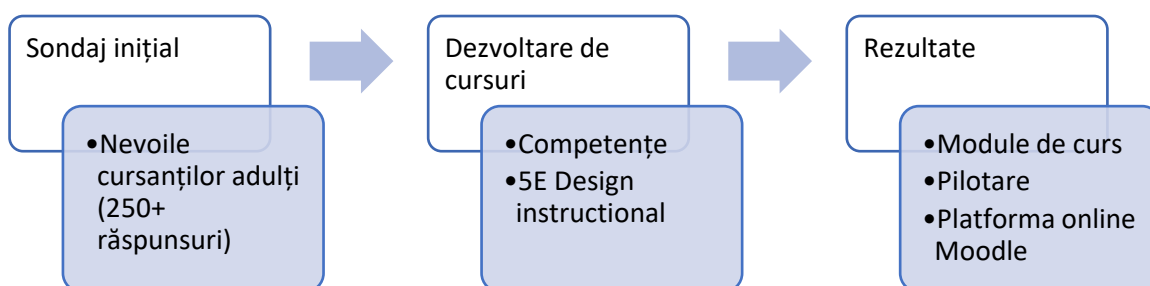 Sondaj inițial
•Nevoile
cursanților adulți
(250+
răspunsuri)
Dezvoltare de
cursuri
•Competențe
•5E Design
instructional
Rezultate
•Module de curs
•Pilotare
•Platforma online
Moodle